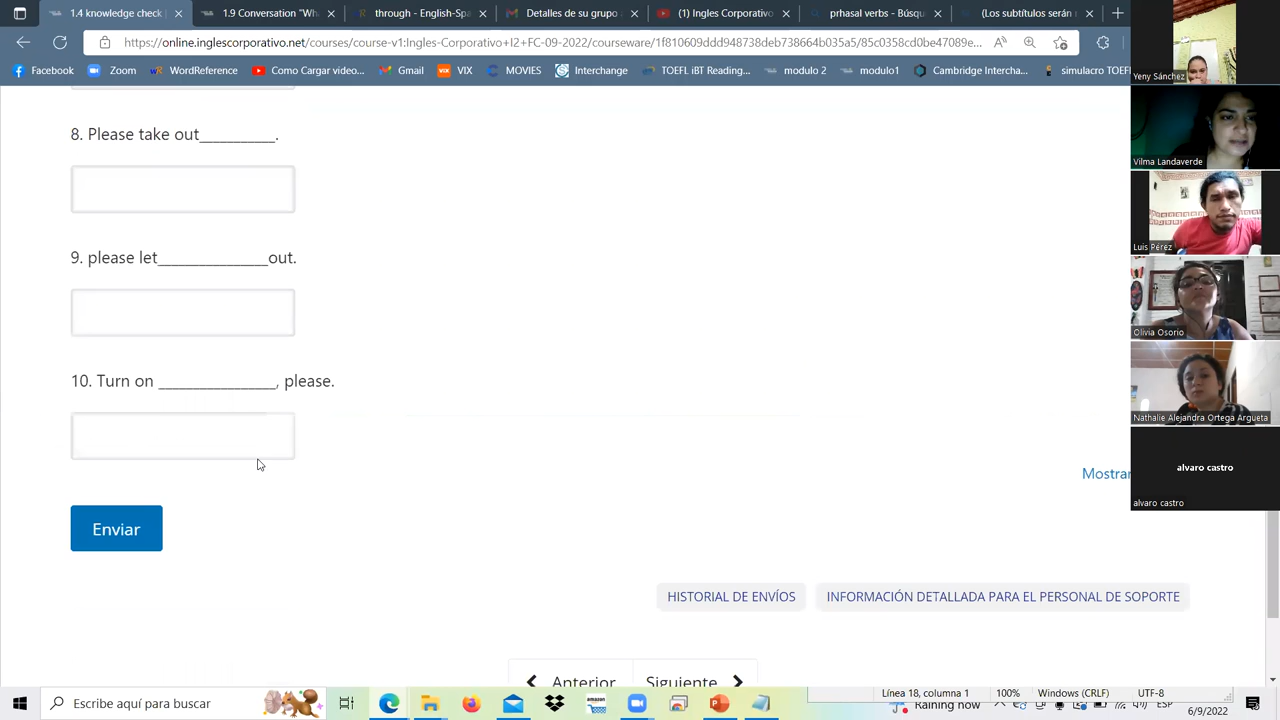 1.4 knowledge check
1.9 Conversation "Wh
through - English-Spa
Detalles de su grupo
(1) Ingles Corporativo
prhasal verbs - Búsqu
(Los subtítulos serán
https://online.inglescorporativo.net/courses/course-v1:Ingles-Corporativo+I2+FC-09-2022/courseware/1f810609ddd948738deb738664b035a5/85c0358cd0be47089e...
Facebook
Zoom
WordReference
Como Cargar video...
Gmail
VIX
MOVIES
Interchange
TOEFL iBT Reading...
modulo 2
modulo1
Cambridge Intercha...
simulacro TOEF
Yeny Sánchez
Vilma Landaverde
Luis Pérez
Olivia Osorio
Nathalie Alejandra Ortega Argueta
alvaro castro
alvaro castro
8. Please take out__________.
9. please let_____________out.
10. Turn on ______________, please.
Mostrar
Enviar
HISTORIAL DE ENVÍOS
INFORMACIÓN DETALLADA PARA EL PERSONAL DE SOPORTE
Anterior
Siguiente
Línea 18, columna 1
100%
Windows (CRLF)
UTF-8
Escribe aquí para buscar
Raining now
ESP
6/9/2022